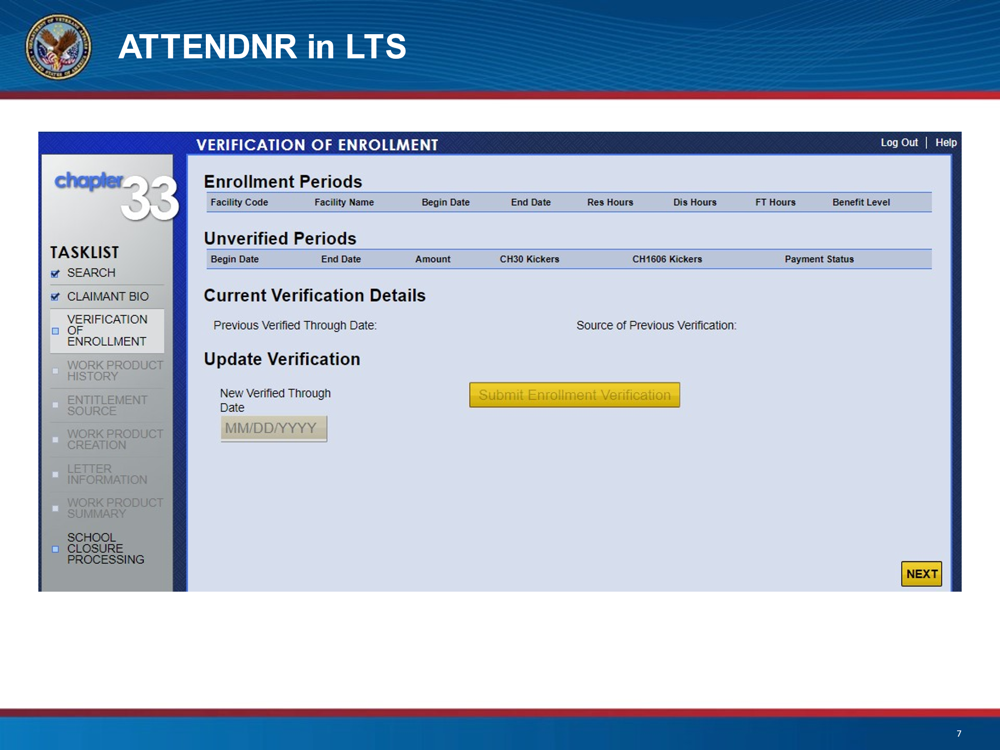 ATTENDNR in LTS
VERIFICATION OF ENROLLMENT
Log Out | Help
chapter
33
TASKLIST
SEARCH
CLAIMANT BIO
VERIFICATION
OF
ENROLLMENT
WORK PRODUCT
HISTORY
ENTITLEMENT
SOURCE
WORK PRODUCT
CREATION
LETTER
INFORMATION
WORK PRODUCT
SUMMARY
SCHOOL
CLOSURE
PROCESSING
Enrollment Periods
Facility Code Facility Name Begin Date End Date Res Hours Dis Hours FT Hours Benefit Level
Unverified Periods
Begin Date End Date Amount CH30 Kickers CH1606 Kickers Payment Status
Current Verification Details
Previous Verified Through Date: Source of Previous Verification:
Update Verification
New Verified Through
Date
MM/DD/YYYY
Submit Enrollment Verification
NEXT
7